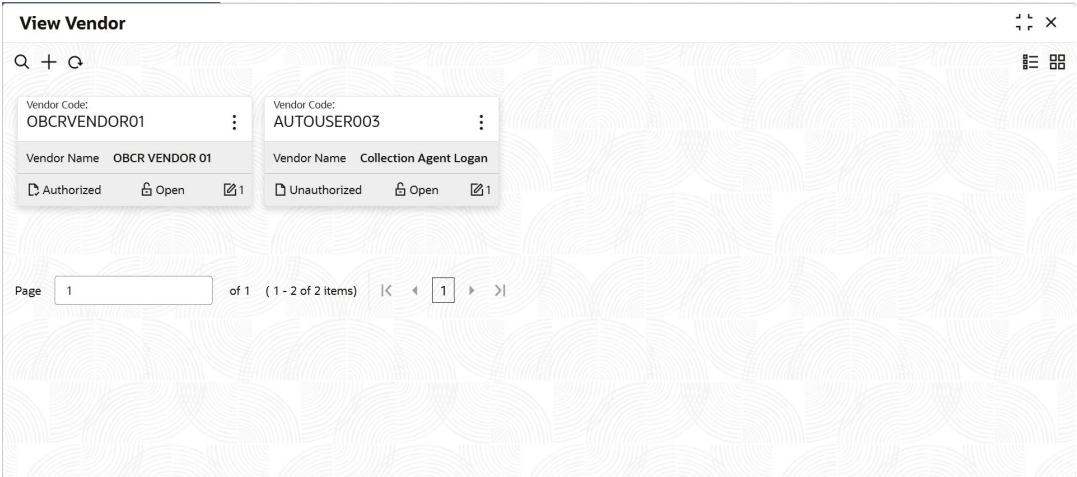 View Vendor
Vendor Code:
OBCRVENDOR01
Vendor Name OBCR VENDOR 01
Authorized Open 1
Vendor Code:
AUTOUSER003
Vendor Name Collection Agent Logan
Unauthorized Open 1
Page 1 of 1 ( 1 - 2 of 2 items) 1